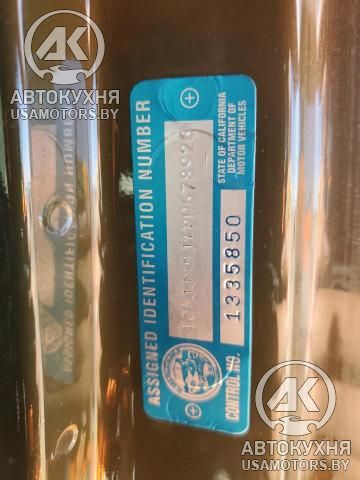 АВТОКУХНЯ
USAMOTORS.BY
ASSIGNED IDENTIFICATION NUMBER
STATE OF CALIFORNIA
DEPARTMENT OF
MOTOR VEHICLES
CONTROL NO.
1335850
АВТОКУХНЯ
USAMOTORS.BY